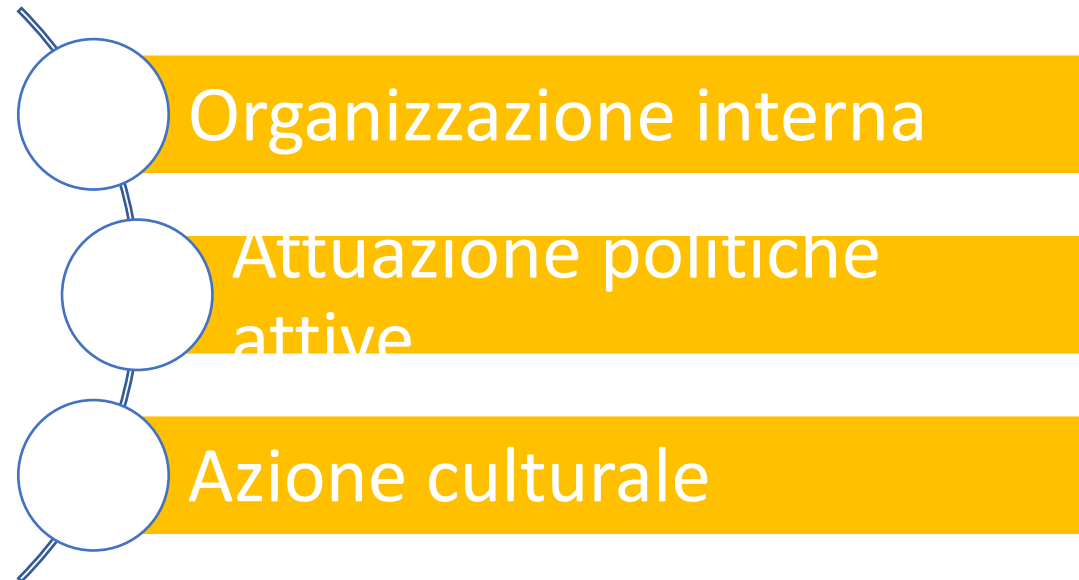 Organizzazione interna
Attuazione politiche
attive
Azione culturale